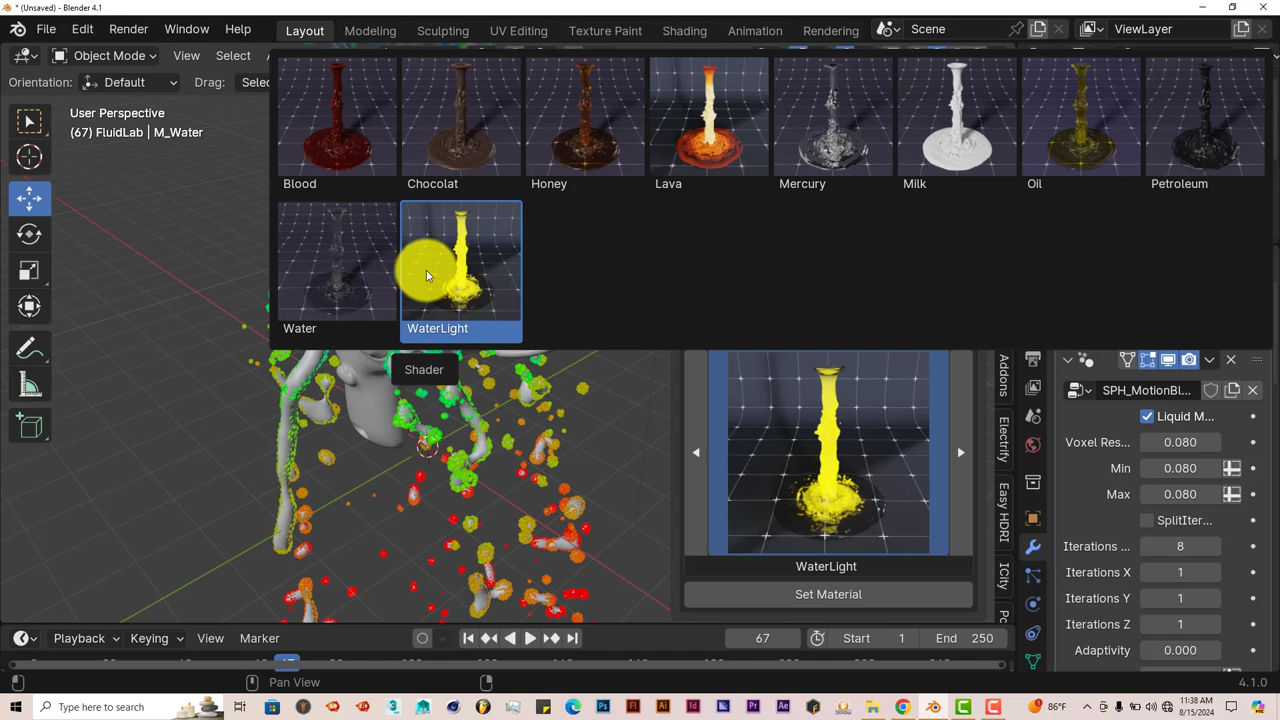 * (Unsaved) - Blender 4.1
File Edit Render Window Help
Layout Modeling Sculpting UV Editing Texture Paint Shading Animation Rendering
Scene
ViewLayer
Object Mode View Select
Orientation: Default Drag: Selec
User Perspective
(67) FluidLab | M_Water
Blood Chocolat Honey Lava Mercury Milk Oil Petroleum
Water WaterLight
Shader
WaterLight
Set Material
Addons
Electrify
Easy HDRI
ICity
Po
SPH_MotionBl...
Liquid M...
Voxel Res... 0.080
Min 0.080
Max 0.080
SplitIter...
Iterations ... 8
Iterations X 1
Iterations Y 1
Iterations Z 1
Adaptivity 0.000
Playback Keying View Marker
67
Start 1
End 250
Pan View
4.1.0
Type here to search
86°F
11:38 AM
8/15/2024